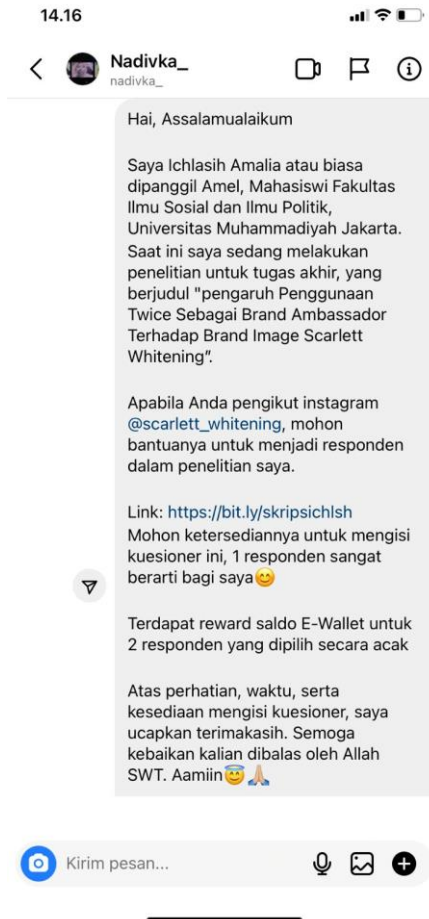 14.16
Nadivka_
nadivka_
Hai, Assalamualaikum
Saya Ichlasih Amalia atau biasa
dipanggil Amel, Mahasiswi Fakultas
Ilmu Sosial dan Ilmu Politik,
Universitas Muhammadiyah Jakarta.
Saat ini saya sedang melakukan
penelitian untuk tugas akhir, yang
berjudul "pengaruh Penggunaan
Twice Sebagai Brand Ambassador
Terhadap Brand Image Scarlett
Whitening”.
Apabila Anda pengikut instagram
@scarlett_whitening, mohon
bantuanya untuk menjadi responden
dalam penelitian saya.
Link: https://bit.ly/skripsichlsh
Mohon ketersediannya untuk mengisi
kuesioner ini, 1 responden sangat
berarti bagi saya😊
Terdapat reward saldo E-Wallet untuk
2 responden yang dipilih secara acak
Atas perhatian, waktu, serta
kesediaan mengisi kuesioner, saya
ucapkan terimakasih. Semoga
kebaikan kalian dibalas oleh Allah
SWT. Aamiin😇🙏🏼
Kirim pesan...